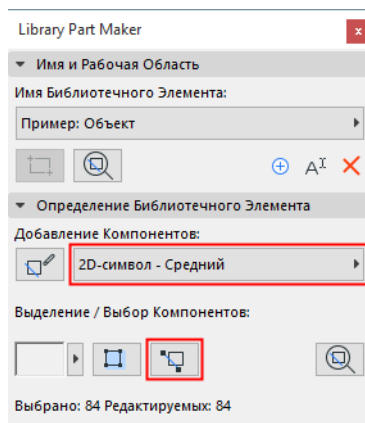 Library Part Maker
Имя и Рабочая Область
Имя Библиотечного Элемента:
Пример: Объект
Определение Библиотечного Элемента
Добавление Компонентов:
2D-символ - Средний
Выделение / Выбор Компонентов:
Выбрано: 84 Редактируемых: 84